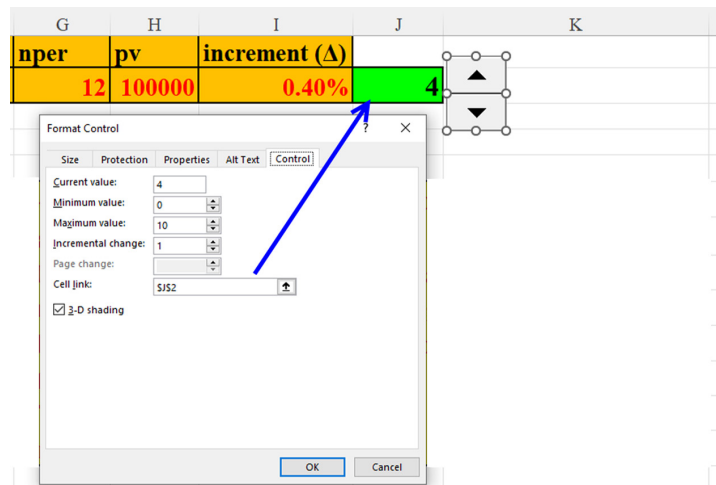 G H I J K
nper pv increment (Δ)
12 100000 0.40% 4
Format Control ? ×
Size Protection Properties Alt Text Control
Current value: 4
Minimum value: 0
Maximum value: 10
Incremental change: 1
Page change:
Cell link: $J$2
3-D shading
OK Cancel